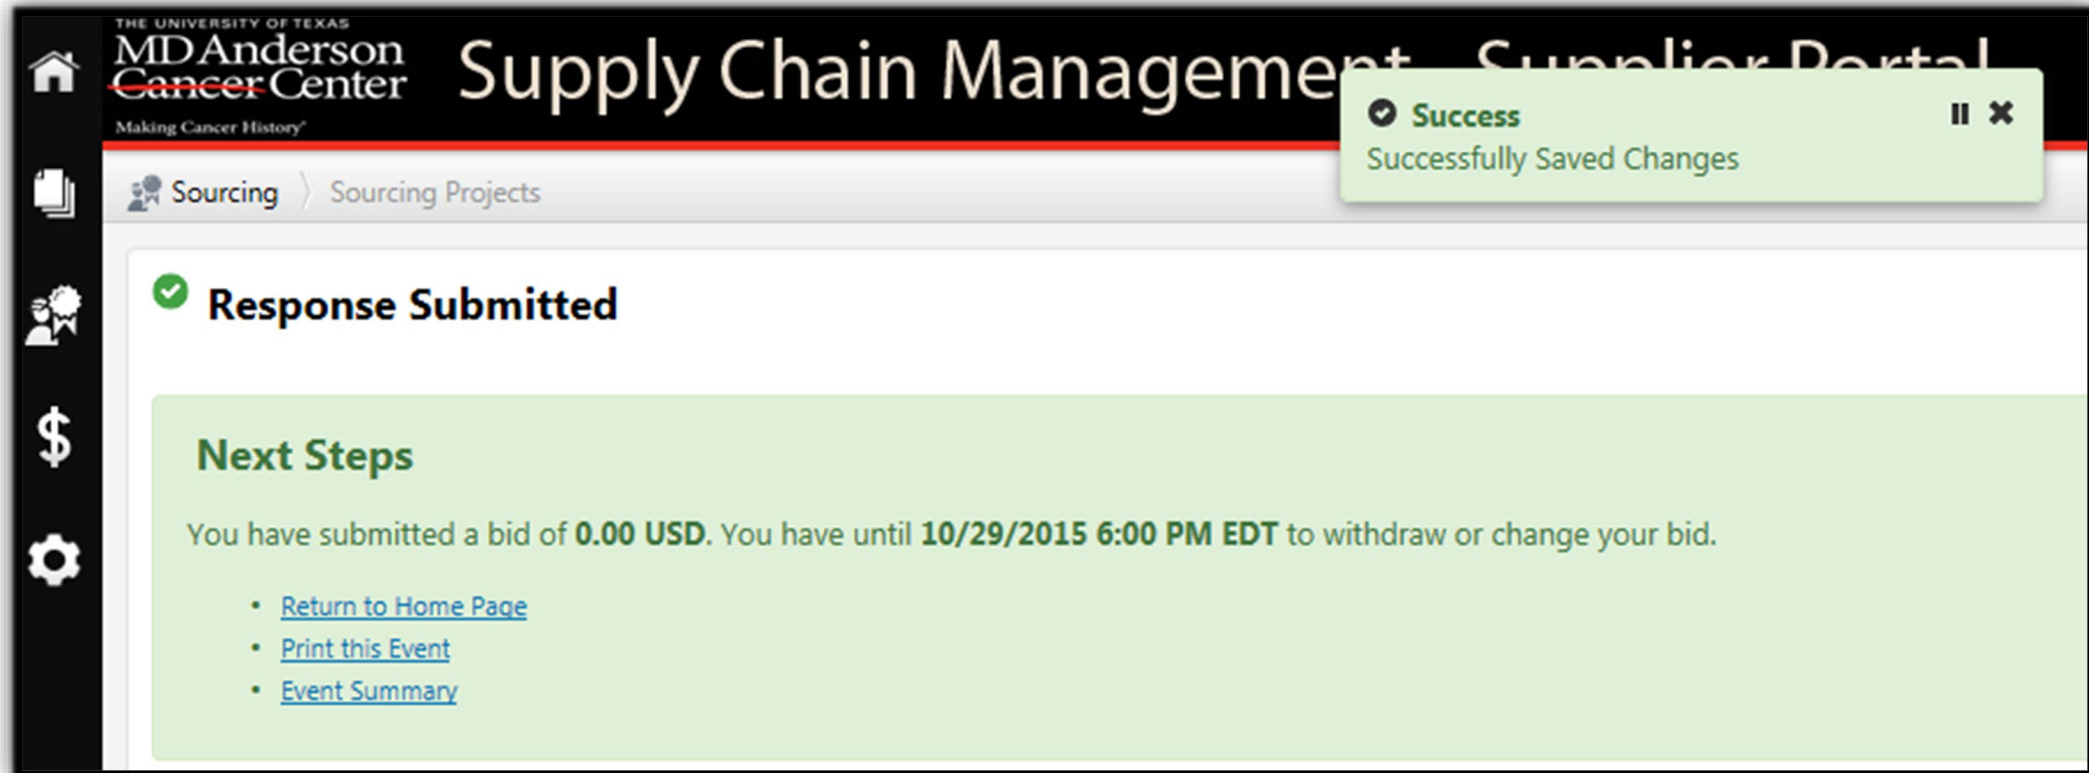 THE UNIVERSITY OF TEXAS
MD Anderson
Cancer Center
Making Cancer History®
Supply Chain Management - Supplier Portal
Success
Successfully Saved Changes
Sourcing
Sourcing Projects
Response Submitted
Next Steps
You have submitted a bid of 0.00 USD. You have until 10/29/2015 6:00 PM EDT to withdraw or change your bid.
• Return to Home Page
• Print this Event
• Event Summary